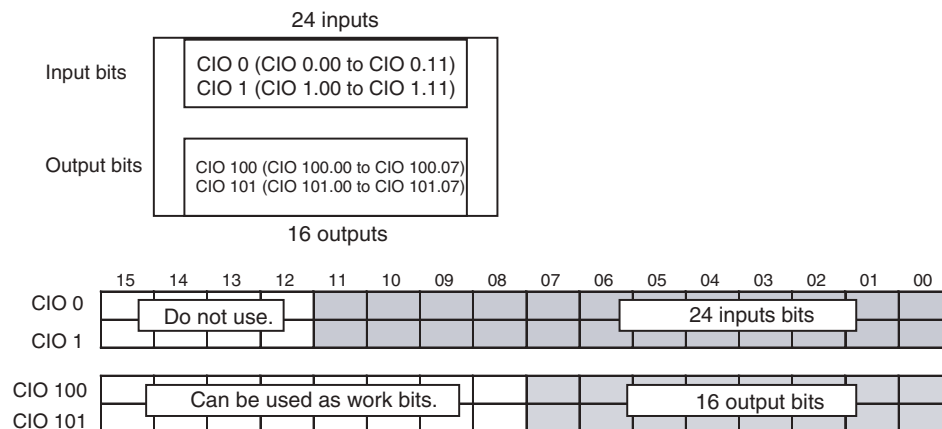 24 inputs
Input bits
CIO 0 (CIO 0.00 to CIO 0.11)
CIO 1 (CIO 1.00 to CIO 1.11)
Output bits
CIO 100 (CIO 100.00 to CIO 100.07)
CIO 101 (CIO 101.00 to CIO 101.07)
16 outputs
15 14 13 12 11 10 09 08 07 06 05 04 03 02 01 00
CIO 0
Do not use.
24 inputs bits
CIO 1
CIO 100
Can be used as work bits.
16 output bits
CIO 101